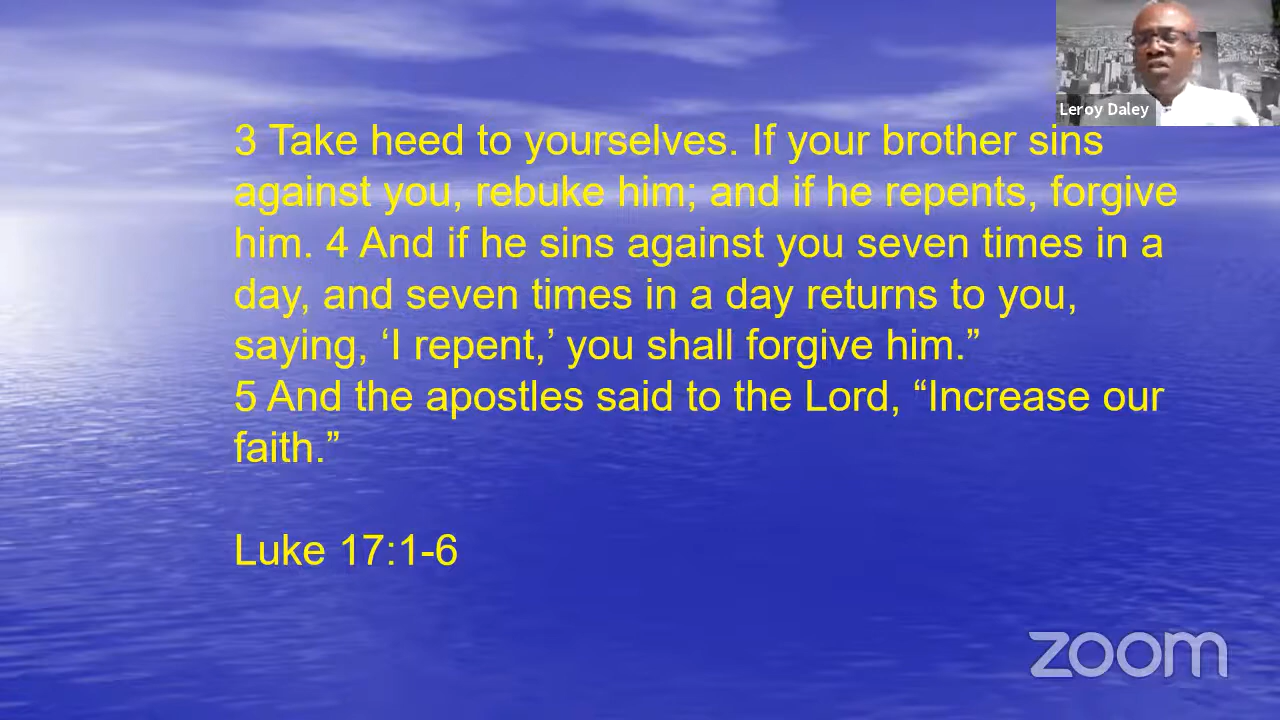 Leroy Daley
3 Take heed to yourselves. If your brother sins
against you, rebuke him; and if he repents, forgive
him. 4 And if he sins against you seven times in a
day, and seven times in a day returns to you,
saying, ‘I repent,’ you shall forgive him.”
5 And the apostles said to the Lord, “Increase our
faith.”
Luke 17:1-6
zoom